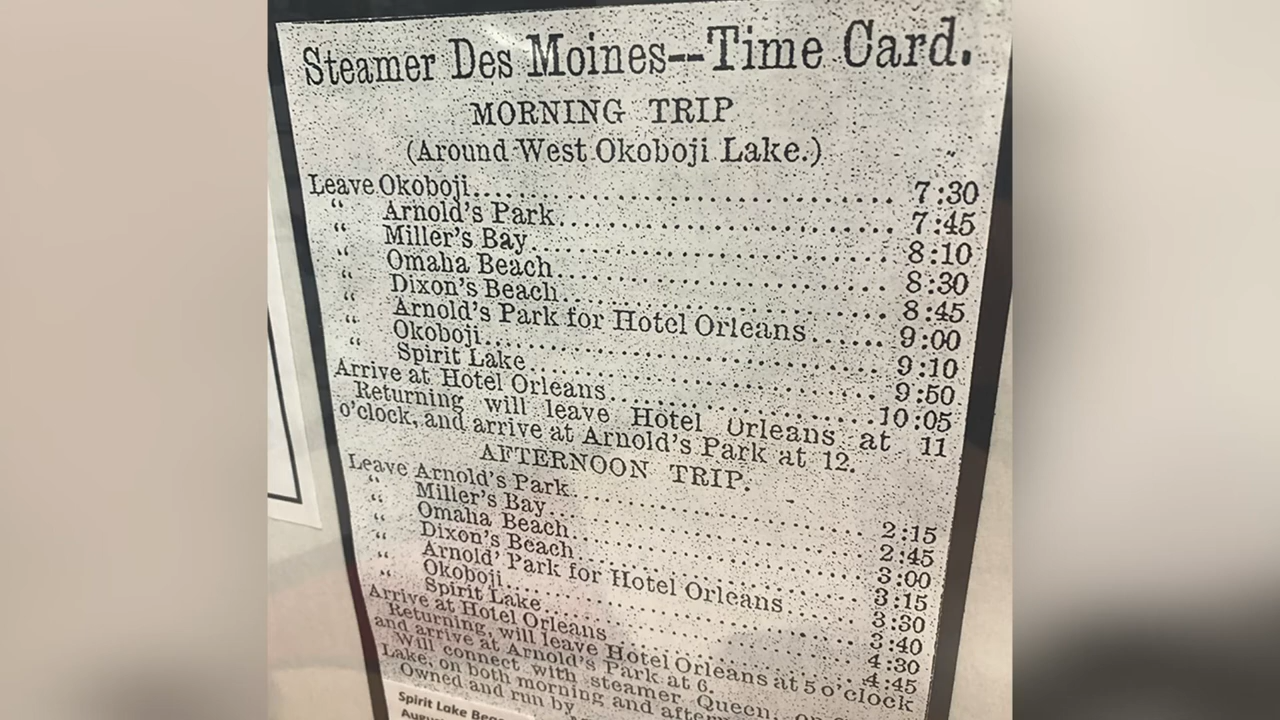 Steamer Des Moines--Time Card.
MORNING TRIP
(Around West Okoboji Lake.)
Leave Okoboji........................................ 7:30
“ Arnold's Park................................ 7:45
“ Miller's Bay.................................. 8:10
“ Omaha Beach............................... 8:30
“ Dixon's Beach.............................. 8:45
“ Arnold's Park for Hotel Orleans...... 9:00
“ Okoboji....................................... 9:10
“ Spirit Lake................................... 9:50
Arrive at Hotel Orleans........................10:05
Returning will leave Hotel Orleans at 11
o'clock, and arrive at Arnold's Park at 12.
AFTERNOON TRIP.
Leave Arnold's Park............................ 2:15
“ Miller's Bay................................ 2:45
“ Omaha Beach............................. 3:00
“ Dixon's Beach............................ 3:15
“ Arnold' Park for Hotel Orleans...... 3:30
“ Okoboji..................................... 3:40
“ Spirit Lake................................. 4:30
Arrive at Hotel Orleans...................... 4:45
Returning, will leave Hotel Orleans at 5 o'clock
and arrive at Arnold's Park at 6.
Will connect with steamer Queen, on
Lake, on both morning and
Owned and run by
Spirit Lake